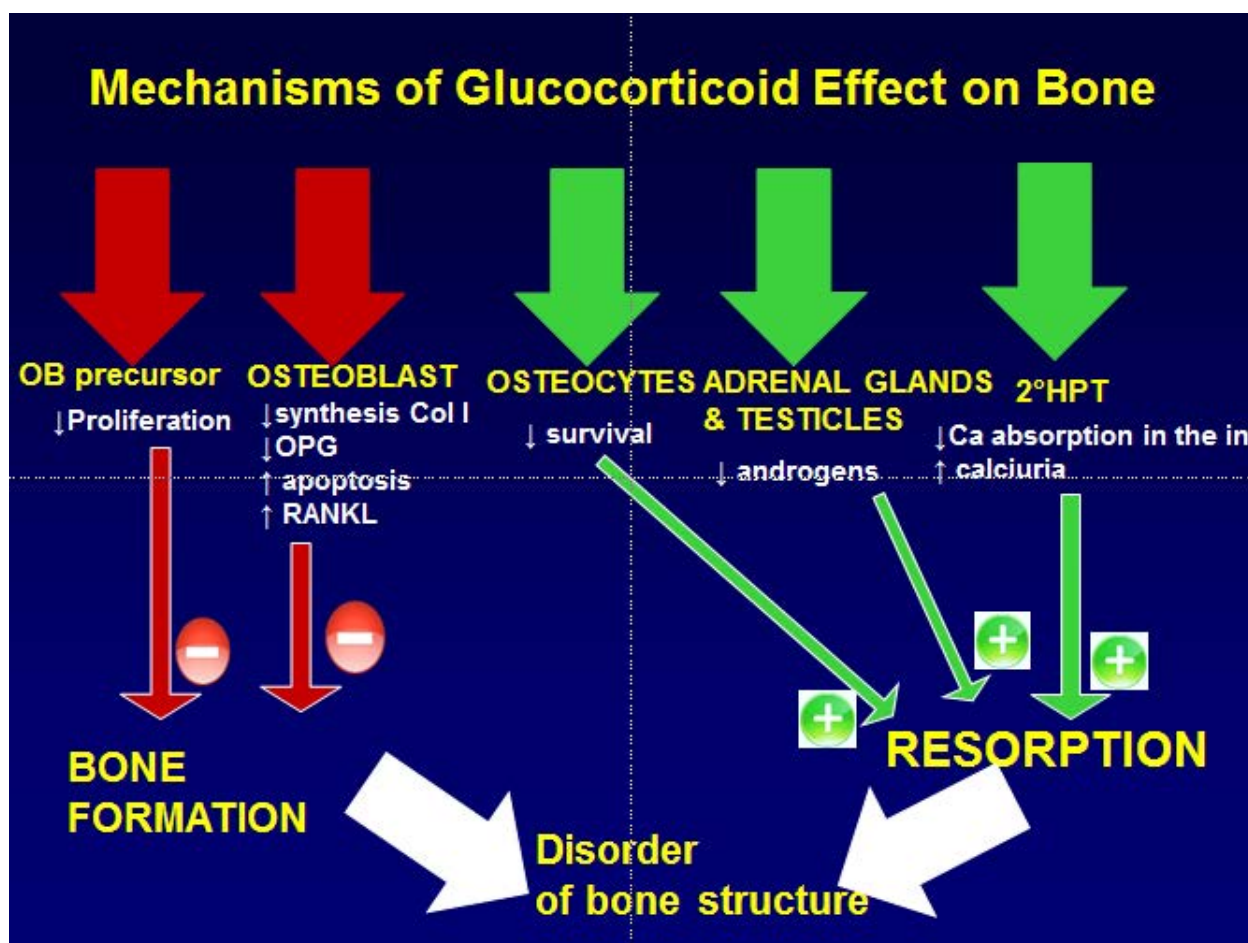 Mechanisms of Glucocorticoid Effect on Bone
OB precursor
↓Proliferation
OSTEOBLAST
↓synthesis Col I
↓OPG
↑ apoptosis
↑ RANKL
OSTEOCYTES
↓ survival
ADRENAL GLANDS
& TESTICLES
↓ androgens
2°HPT
↓Ca absorption in the in
↑ calciuria
BONE
FORMATION
RESORPTION
Disorder
of bone structure